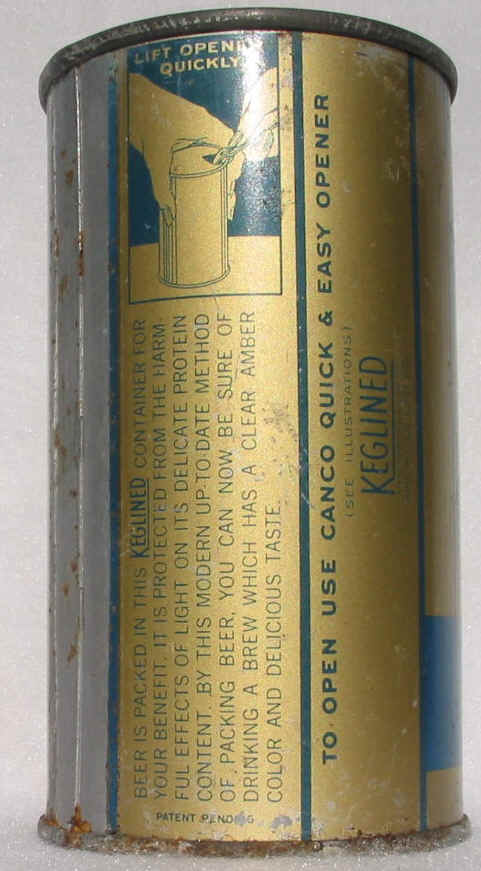 LIFT OPENER
QUICKLY
BEER IS PACKED IN THIS KEGLINED CONTAINER FOR
YOUR BENEFIT. IT IS PROTECTED FROM THE HARM-
FUL EFFECTS OF LIGHT ON ITS DELICATE PROTEIN
CONTENT. BY THIS MODERN UP-TO-DATE METHOD
OF PACKING BEER, YOU CAN NOW BE SURE OF
DRINKING A BREW WHICH HAS A CLEAR AMBER
COLOR AND DELICIOUS TASTE.
PATENT PENDING
TO OPEN USE CANCO QUICK & EASY OPENER
(SEE ILLUSTRATIONS)
KEGLINED